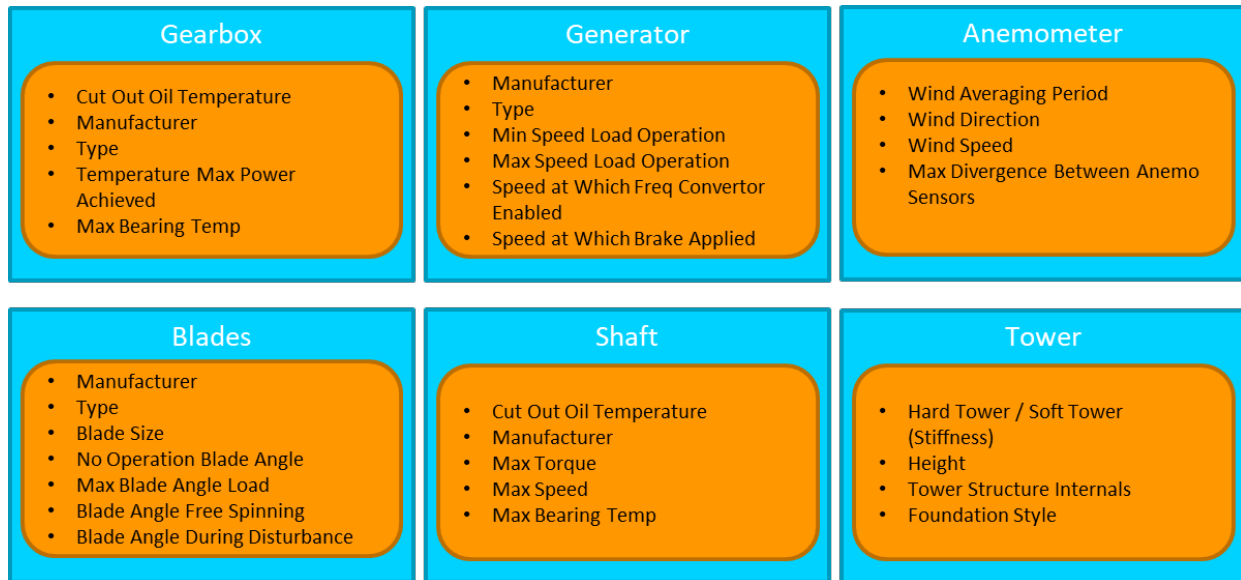 Gearbox
• Cut Out Oil Temperature
• Manufacturer
• Type
• Temperature Max Power
Achieved
• Max Bearing Temp
Generator
• Manufacturer
• Type
• Min Speed Load Operation
• Max Speed Load Operation
• Speed at Which Freq Convertor
Enabled
• Speed at Which Brake Applied
Anemometer
• Wind Averaging Period
• Wind Direction
• Wind Speed
• Max Divergence Between Anemo
Sensors
Blades
• Manufacturer
• Type
• Blade Size
• No Operation Blade Angle
• Max Blade Angle Load
• Blade Angle Free Spinning
• Blade Angle During Disturbance
Shaft
• Cut Out Oil Temperature
• Manufacturer
• Max Torque
• Max Speed
• Max Bearing Temp
Tower
• Hard Tower / Soft Tower
(Stiffness)
• Height
• Tower Structure Internals
• Foundation Style